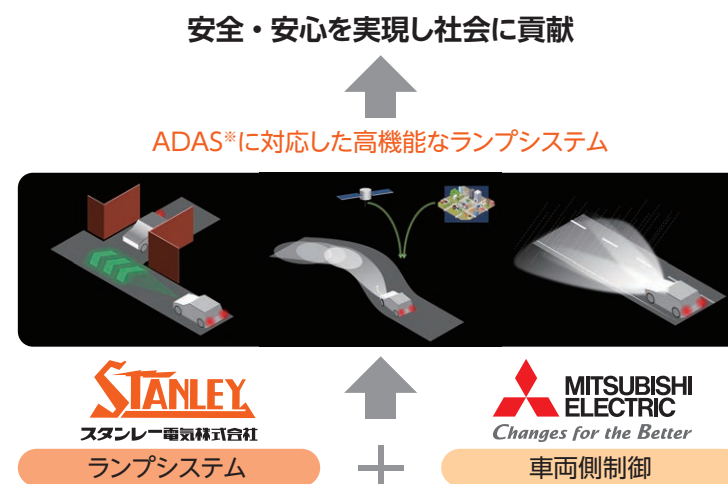 安全・安心を実現し社会に貢献
ADAS※に対応した高機能なランプシステム
STANLEY
スタンレー電気株式会社
MITSUBISHI
ELECTRIC
Changes for the Better
ランプシステム
車両側制御